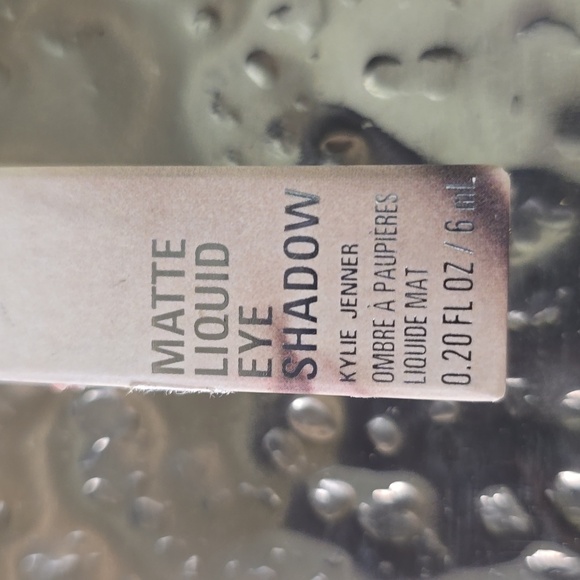 MATTE
LIQUID
EYE
SHADOW
KYLIE JENNER
OMBRE À PAUPIÈRES
LIQUIDE MAT
0.20 FL OZ / 6 mL